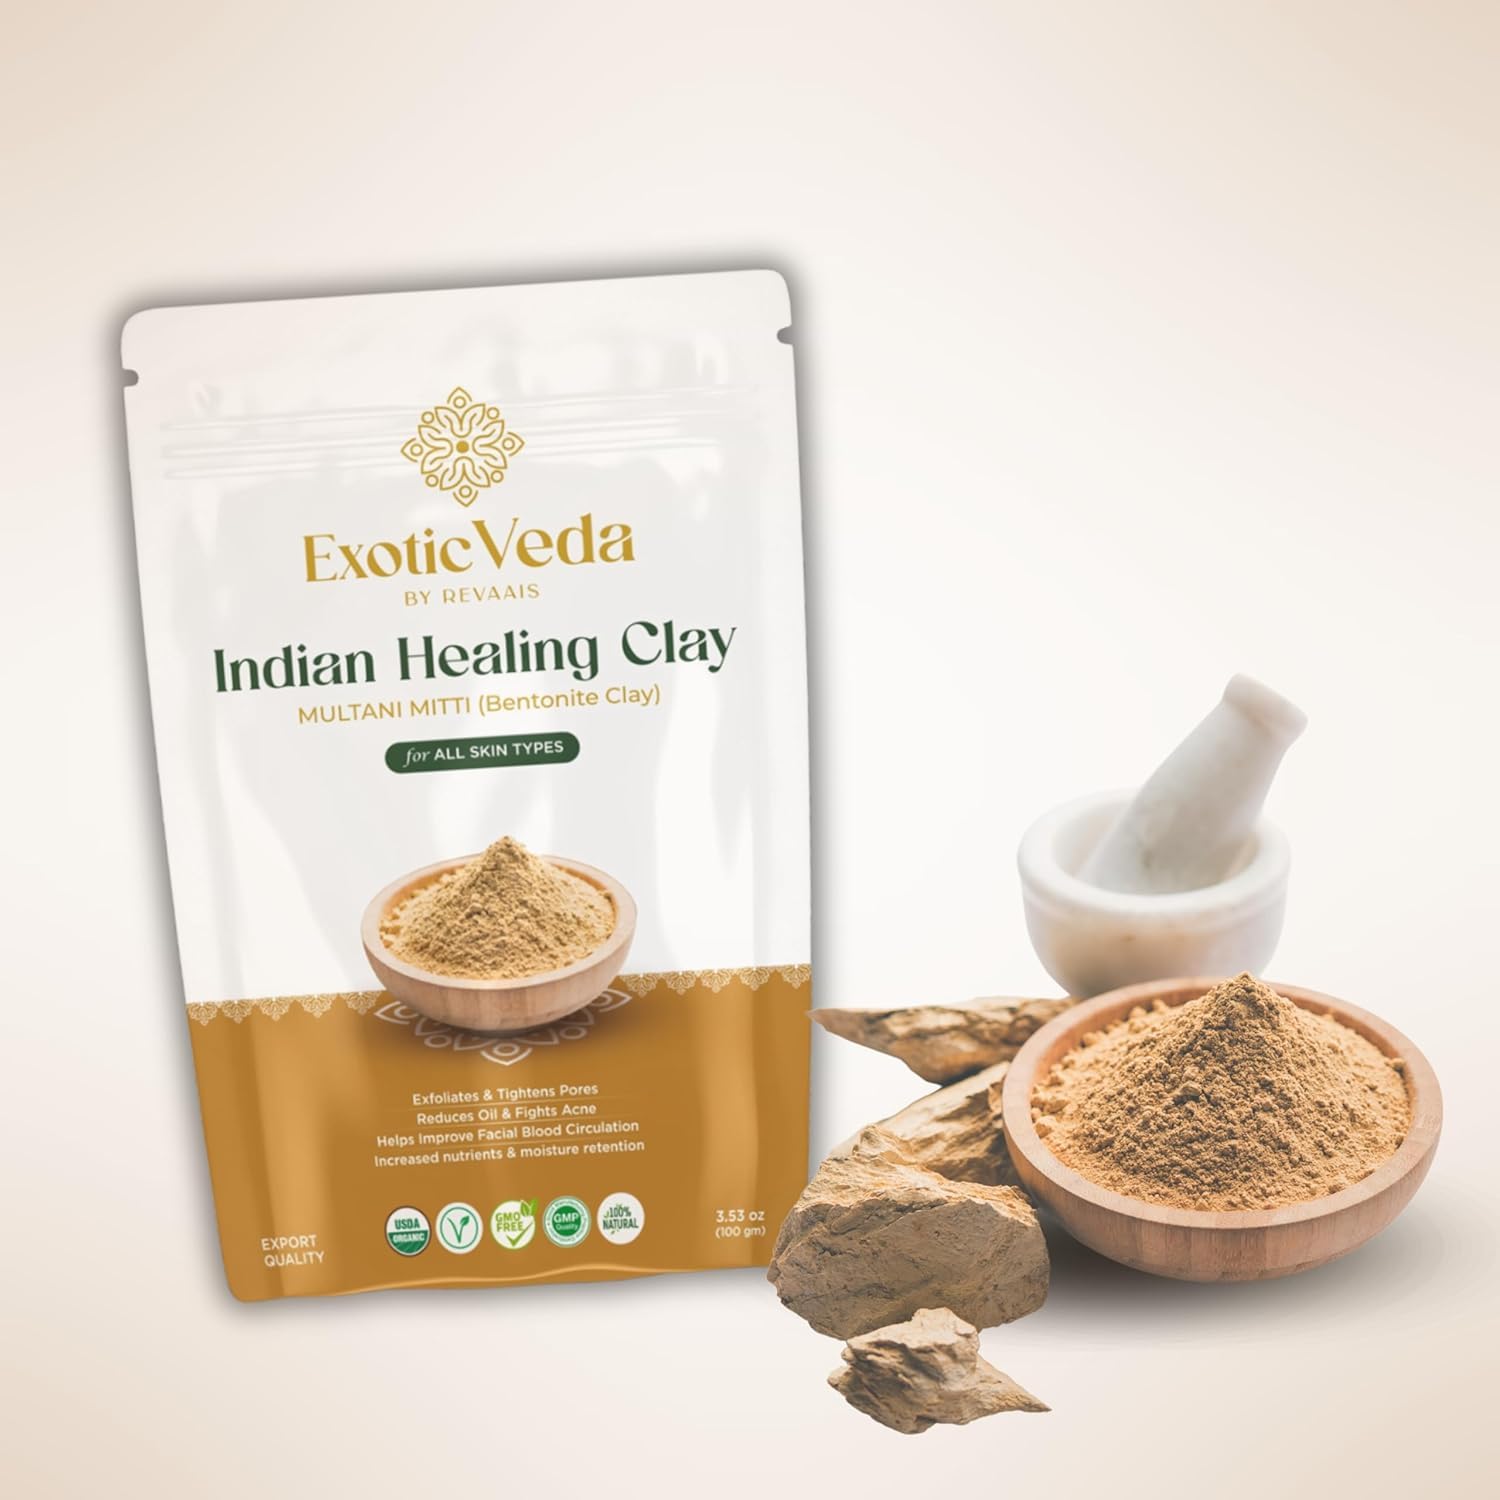 ExoticVeda
BY REVAAIS
Indian Healing Clay
MULTANI MITTI (Bentonite Clay)
for ALL SKIN TYPES
Exfoliates & Tightens Pores
Reduces Oil & Fights Acne
Helps Improve Facial Blood Circulation
Increased nutrients & moisture retention
USDA
ORGANIC
GMO
FREE
GMP
Quality
100%
NATURAL
EXPORT
QUALITY
3.53 oz
(100 gm)